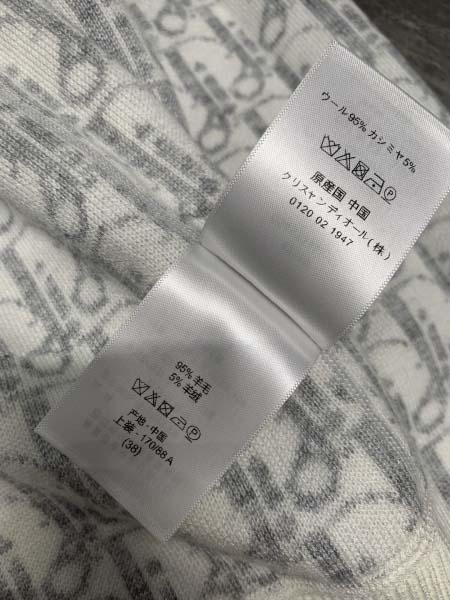 ウール95% カシミヤ5%
原産国 中国
クリスャンディオール(株)
0120 02 1947
95% 羊毛
5% 羊绒
产地 - 中国
上装 - 170/88A
(38)